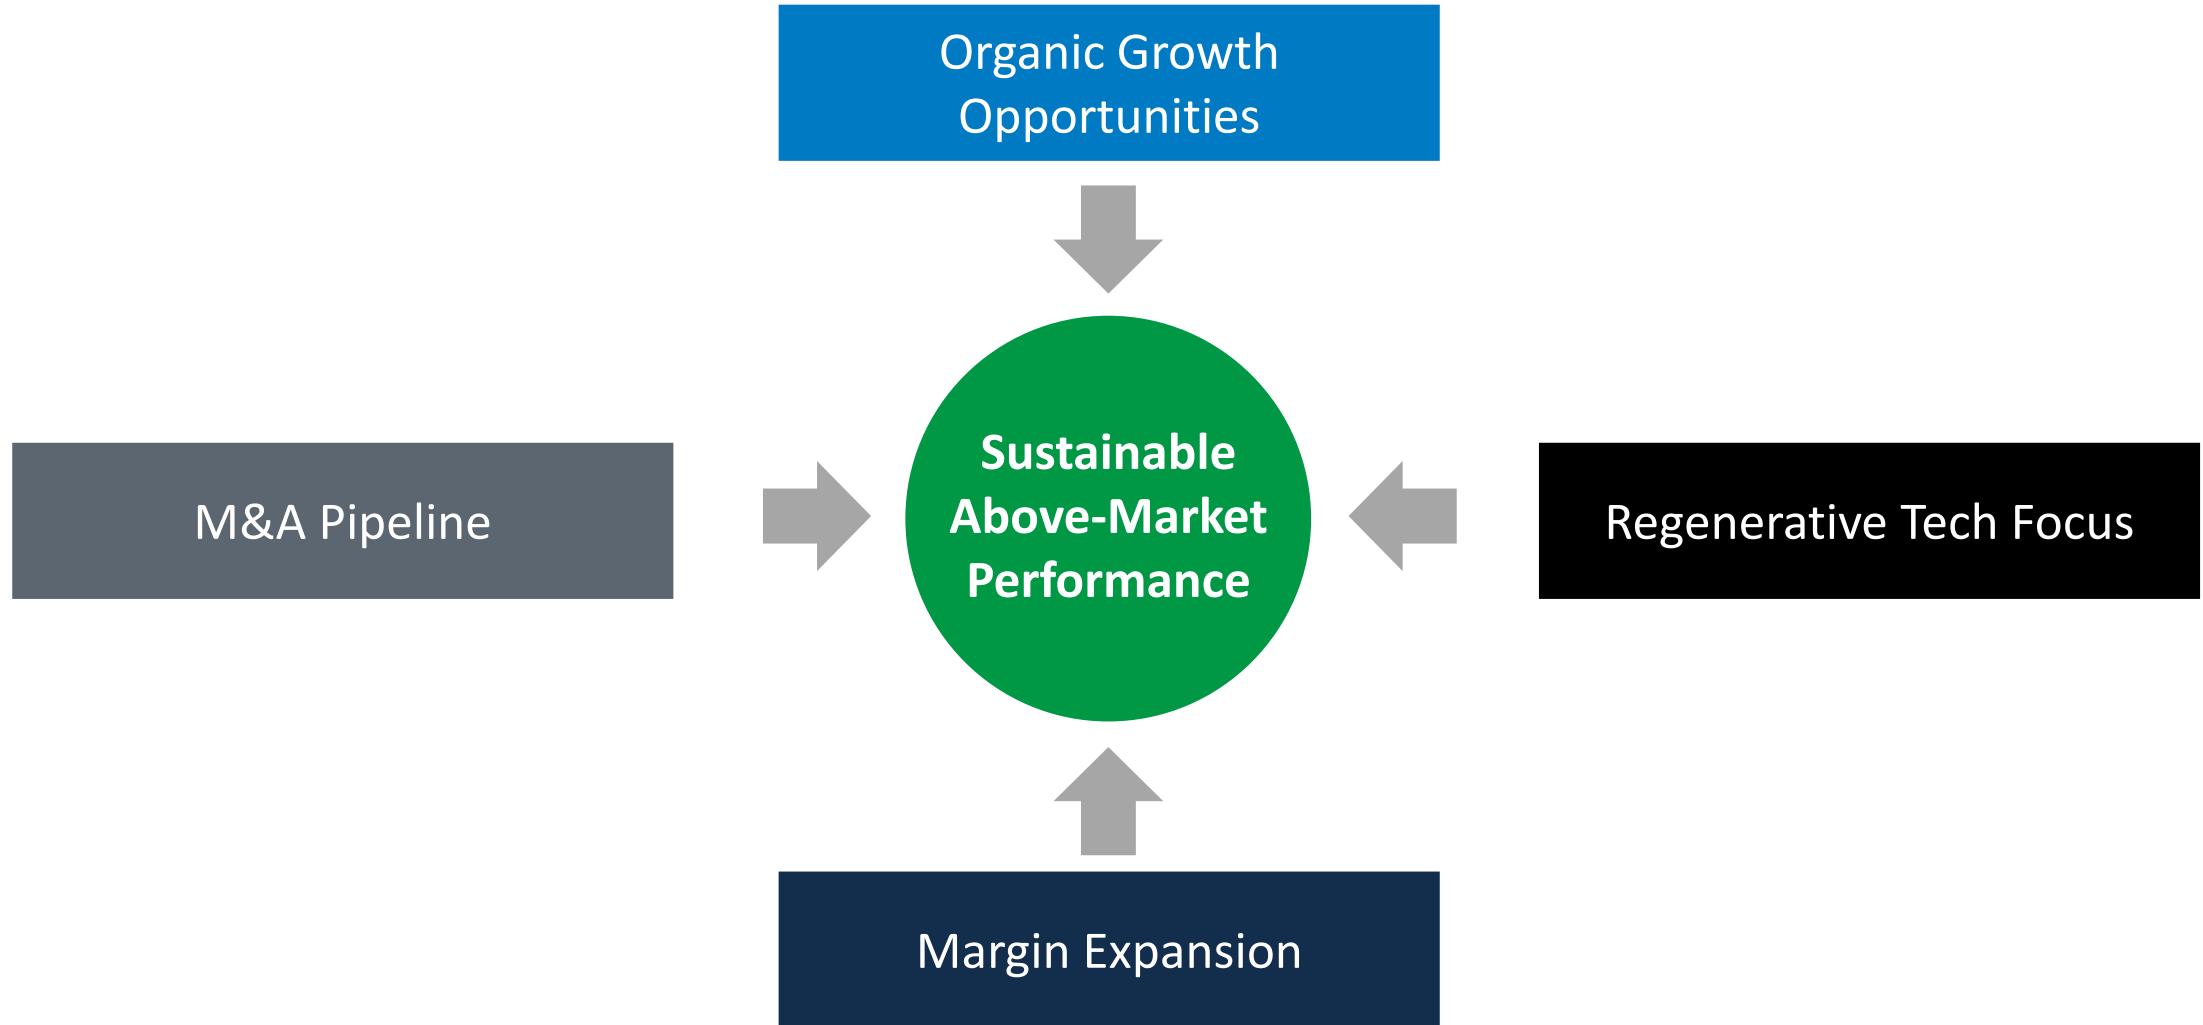 Organic Growth
Opportunities
M&A Pipeline
Sustainable
Above-Market
Performance
Regenerative Tech Focus
Margin Expansion